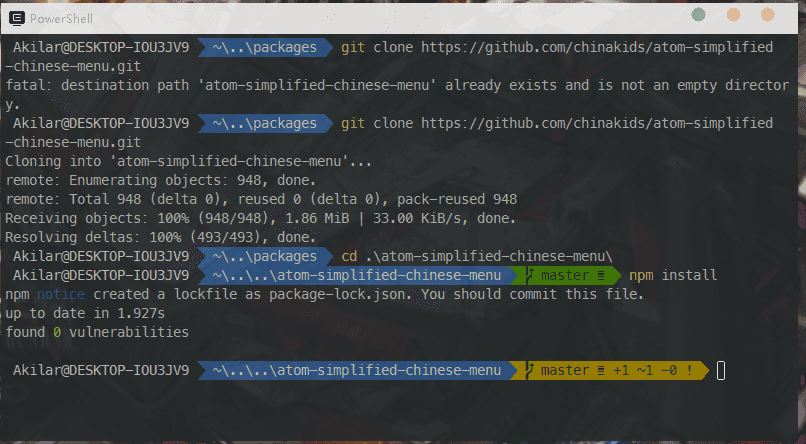 PowerShell
Akilar@DESKTOP-IOU3JV9 ~\..\packages git clone https://github.com/chinakids/atom-simplified
-chinese-menu.git
fatal: destination path 'atom-simplified-chinese-menu' already exists and is not an empty director
y.
Akilar@DESKTOP-IOU3JV9 ~\..\packages git clone https://github.com/chinakids/atom-simplified
-chinese-menu.git
Cloning into 'atom-simplified-chinese-menu'...
remote: Enumerating objects: 948, done.
remote: Total 948 (delta 0), reused 0 (delta 0), pack-reused 948
Receiving objects: 100% (948/948), 1.86 MiB | 33.00 KiB/s, done.
Resolving deltas: 100% (493/493), done.
Akilar@DESKTOP-IOU3JV9 ~\..\packages cd .\atom-simplified-chinese-menu\
Akilar@DESKTOP-IOU3JV9 ~\..\..\atom-simplified-chinese-menu master ≡ npm install
npm notice created a lockfile as package-lock.json. You should commit this file.
up to date in 1.927s
found 0 vulnerabilities
Akilar@DESKTOP-IOU3JV9 ~\..\..\atom-simplified-chinese-menu master ≡ +1 ~1 -0 !